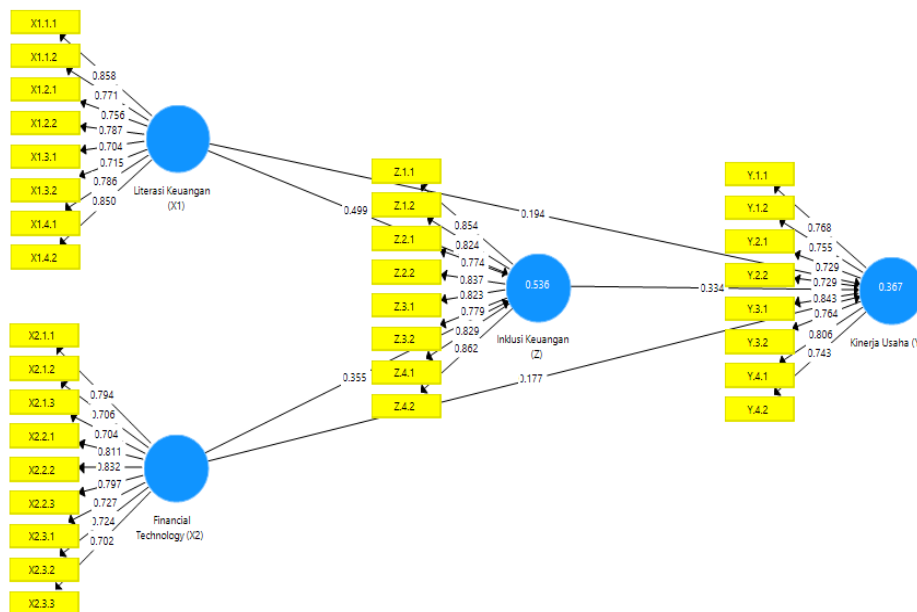 X1.1.1
X1.1.2
X1.2.1
X1.2.2
X1.3.1
X1.3.2
X1.4.1
X1.4.2
0.858
0.771
0.756
0.787
0.704
0.715
0.786
0.850
Literasi Keuangan
(X1)
X2.1.1
X2.1.2
X2.1.3
X2.2.1
X2.2.2
X2.2.3
X2.3.1
X2.3.2
X2.3.3
0.794
0.706
0.704
0.811
0.832
0.797
0.727
0.724
0.702
Financial
Technology (X2)
0.499
0.194
0.355
0.177
Z.1.1
Z.1.2
Z.2.1
Z.2.2
Z.3.1
Z.3.2
Z.4.1
Z.4.2
0.854
0.824
0.774
0.837
0.823
0.779
0.829
0.862
0.536
Inklusi Keuangan
(Z)
0.334
Y.1.1
Y.1.2
Y.2.1
Y.2.2
Y.3.1
Y.3.2
Y.4.1
Y.4.2
0.768
0.755
0.729
0.729
0.843
0.764
0.806
0.743
0.367
Kinerja Usaha (Y